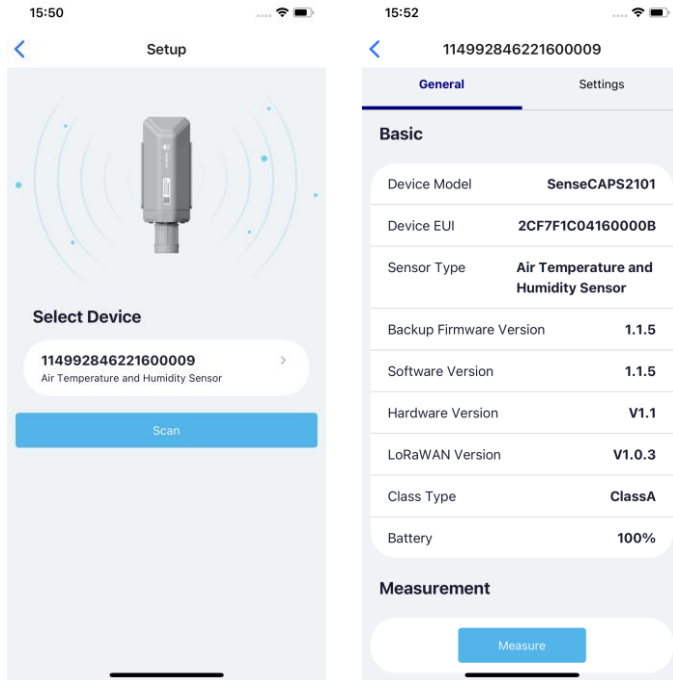 15:50
Setup
Select Device
114992846221600009
Air Temperature and Humidity Sensor
Scan
15:52
114992846221600009
General Settings
Basic
Device Model SenseCAPS2101
Device EUI 2CF7F1C04160000B
Sensor Type Air Temperature and
Humidity Sensor
Backup Firmware Version 1.1.5
Software Version 1.1.5
Hardware Version V1.1
LoRaWAN Version V1.0.3
Class Type ClassA
Battery 100%
Measurement
Measure